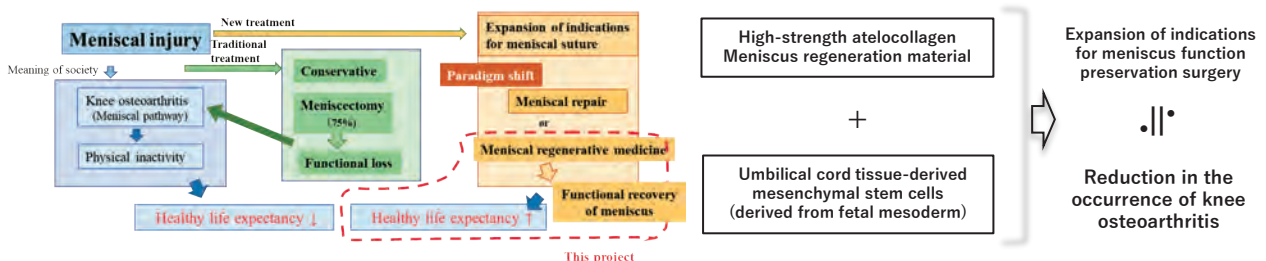 Meniscal injury
New treatment
Traditional
treatment
Meaning of society
Knee osteoarthritis
(Meniscal pathway)
Physical inactivity
Healthy life expectancy ↓
Conservative
Meniscectomy
(75%)
Functional loss
Expansion of indications
for meniscal suture
Paradigm shift
Meniscal repair
or
Meniscal regenerative medicine
Functional recovery
of meniscus
Healthy life expectancy ↑
This project
High-strength atelocollagen
Meniscus regeneration material
+
Umbilical cord tissue-derived
mesenchymal stem cells
(derived from fetal mesoderm)
Expansion of indications
for meniscus function
preservation surgery
Reduction in the
occurrence of knee
osteoarthritis